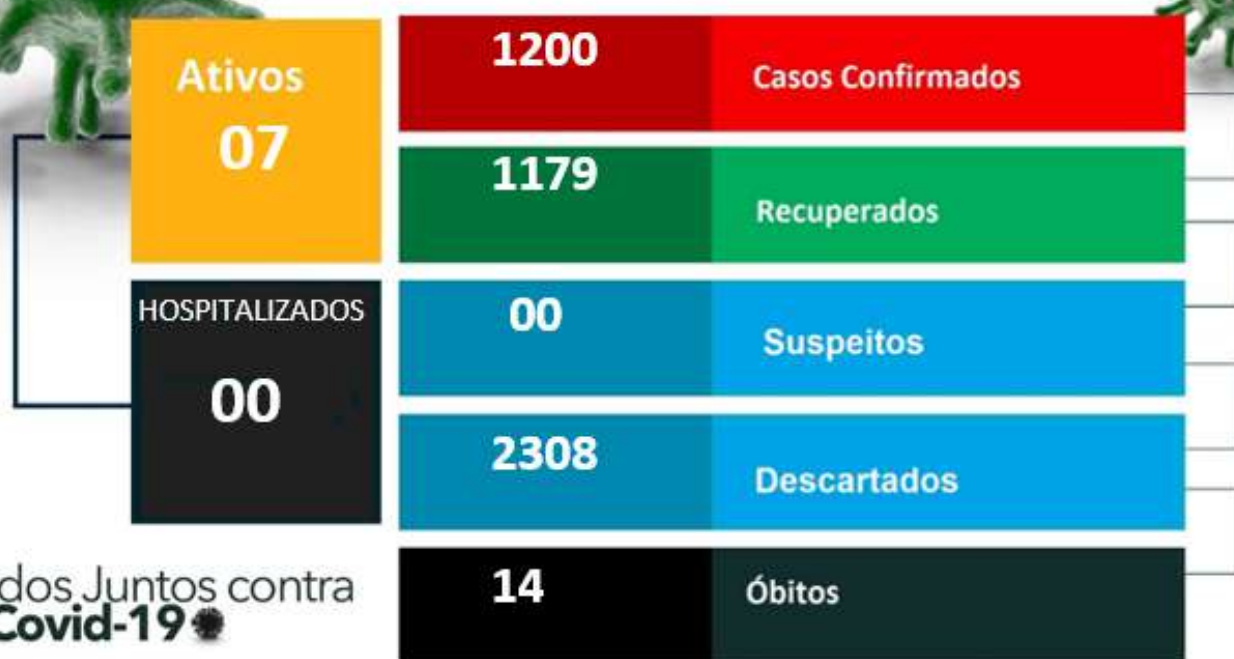 Ativos
07
HOSPITALIZADOS
00
1200 Casos Confirmados
1179 Recuperados
00 Suspeitos
2308 Descartados
14 Óbitos
dos Juntos contra
Covid-19